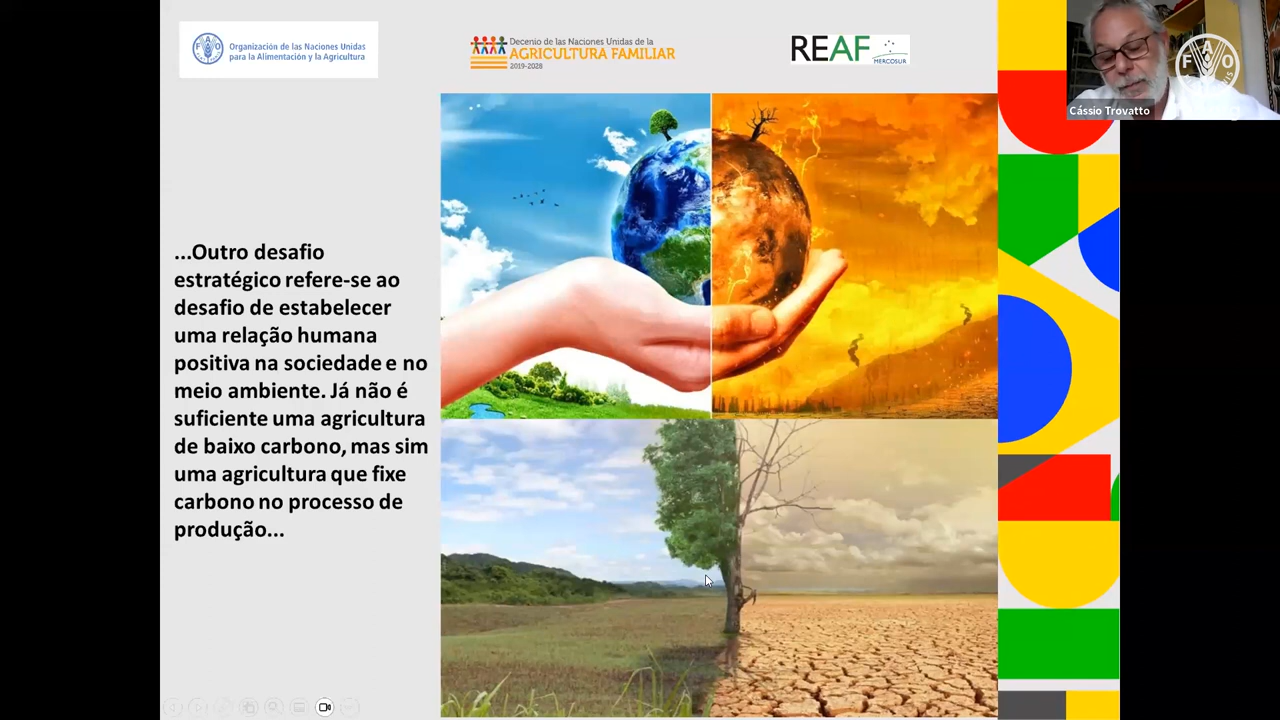 Organización de las Naciones Unidas
para la Alimentación y la Agricultura
Decenio de las Naciones Unidas de la
AGRICULTURA FAMILIAR
2019-2028
REAF
MERCOSUR
Cássio Trovatto
...Outro desafio
estratégico refere-se ao
desafio de estabelecer
uma relação humana
positiva na sociedade e no
meio ambiente. Já não é
suficiente uma agricultura
de baixo carbono, mas sim
uma agricultura que fixe
carbono no processo de
produção...